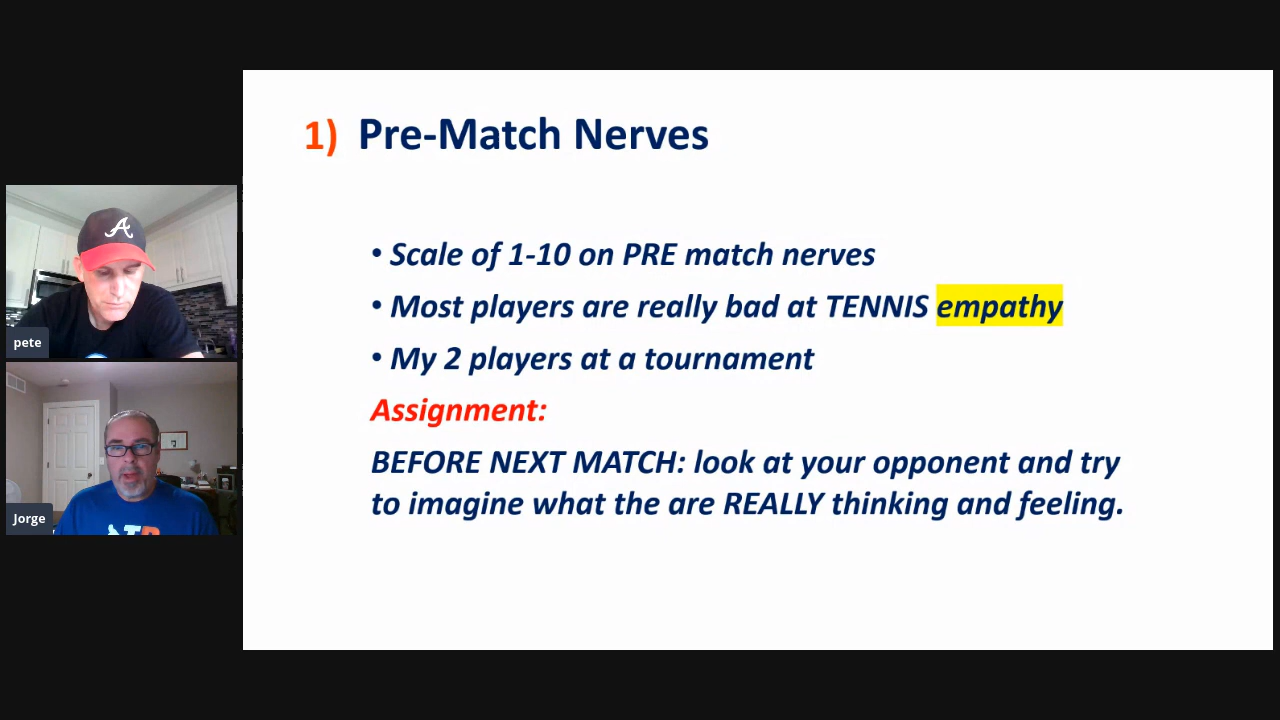 1) Pre-Match Nerves
• Scale of 1-10 on PRE match nerves
• Most players are really bad at TENNIS empathy
• My 2 players at a tournament
Assignment:
BEFORE NEXT MATCH: look at your opponent and try
to imagine what the are REALLY thinking and feeling.
A
pete
Jorge